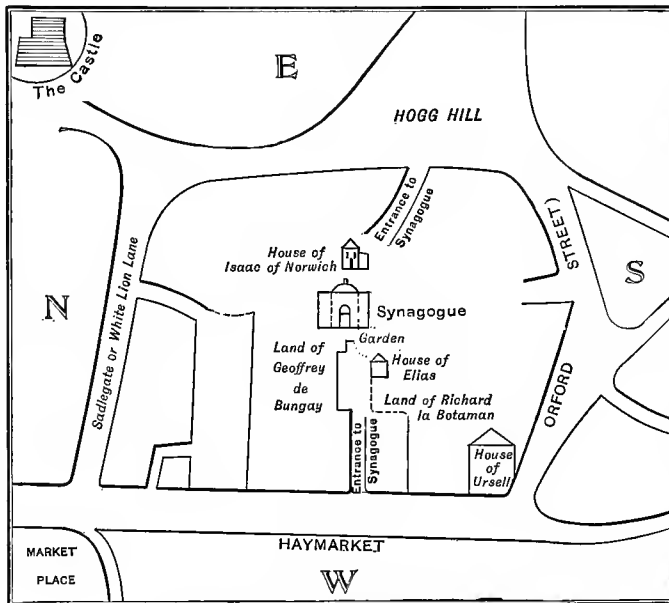 The Castle
E
HOGG HILL
Entrance to
Synagogue
STREET)
House of
Isaac of Norwich
S
N
Sadlegate or White Lion Lane
Synagogue
Garden
Land of
Geoffrey
de
Bungay
House of
Elias
Land of Richard
la Botaman
ORFORD
Entrance to
Synagogue
House
of
Ursell
HAYMARKET
MARKET
PLACE
W